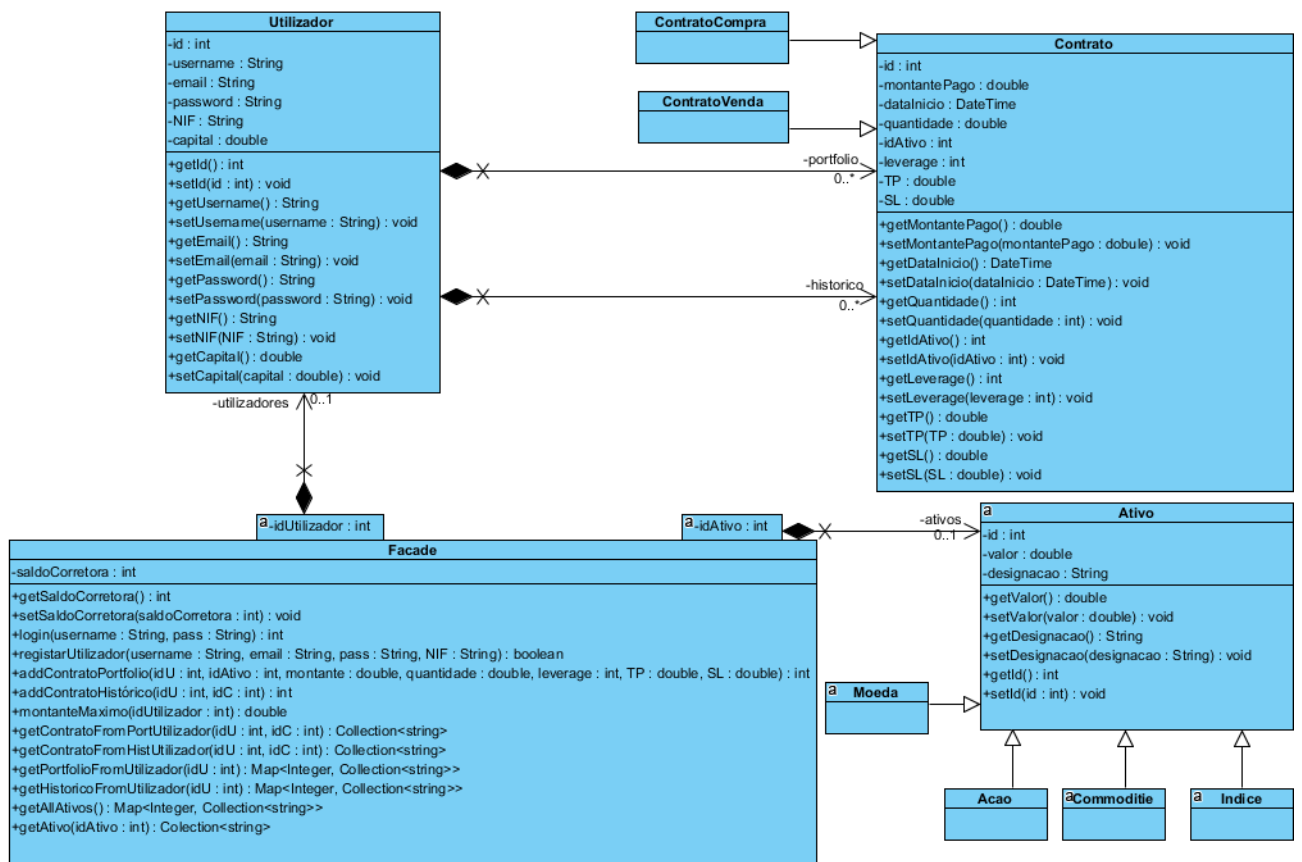 Utilizador
-id : int
-username : String
-email : String
-password : String
-NIF : String
-capital : double
+getId() : int
+setId(id : int) : void
+getUsername() : String
+setUsername(username : String) : void
+getEmail() : String
+setEmail(email : String) : void
+getPassword() : String
+setPassword(password : String) : void
+getNIF() : String
+setNIF(NIF : String) : void
+getCapital() : double
+setCapital(capital : double) : void
ContratoCompra
ContratoVenda
Contrato
-id : int
-montantePago : double
-dataInicio : DateTime
-quantidade : double
-idAtivo : int
-leverage : int
-TP : double
-SL : double
+getMontantePago() : double
+setMontantePago(montantePago : dobule) : void
+getDataInicio() : DateTime
+setDataInicio(dataInicio : DateTime) : void
+getQuantidade() : int
+setQuantidade(quantidade : int) : void
+getIdAtivo() : int
+setIdAtivo(idAtivo : int) : void
+getLeverage() : int
+setLeverage(leverage : int) : void
+getTP() : double
+setTP(TP : double) : void
+getSL() : double
+setSL(SL : double) : void
-portfolio
0..*
-historico
0..*
-utilizadores
0..1
a
-idUtilizador : int
a
-idAtivo : int
-ativos
0..1
Facade
-saldoCorretora : int
+getSaldoCorretora() : int
+setSaldoCorretora(saldoCorretora : int) : void
+login(username : String, pass : String) : int
+registarUtilizador(username : String, email : String, pass : String, NIF : String) : boolean
+addContratoPortfolio(idU : int, idAtivo : int, montante : double, quantidade : double, leverage : int, TP : double, SL : double) : int
+addContratoHistórico(idU : int, idC : int) : int
+montanteMaximo(idUtilizador : int) : double
+getContratoFromPortUtilizador(idU : int, idC : int) : Collection<string>
+getContratoFromHistUtilizador(idU : int, idC : int) : Collection<string>
+getPortfolioFromUtilizador(idU : int) : Map<Integer, Collection<string>>
+getHistoricoFromUtilizador(idU : int) : Map<Integer, Collection<string>>
+getAllAtivos() : Map<Integer, Collection<string>>
+getAtivo(idAtivo : int) : Colection<string>
a
Ativo
-id : int
-valor : double
-designacao : String
+getValor() : double
+setValor(valor : double) : void
+getDesignacao() : String
+setDesignacao(designacao : String) : void
+getId() : int
+setId(id : int) : void
a
Moeda
Acao
a
Commoditie
a
Indice